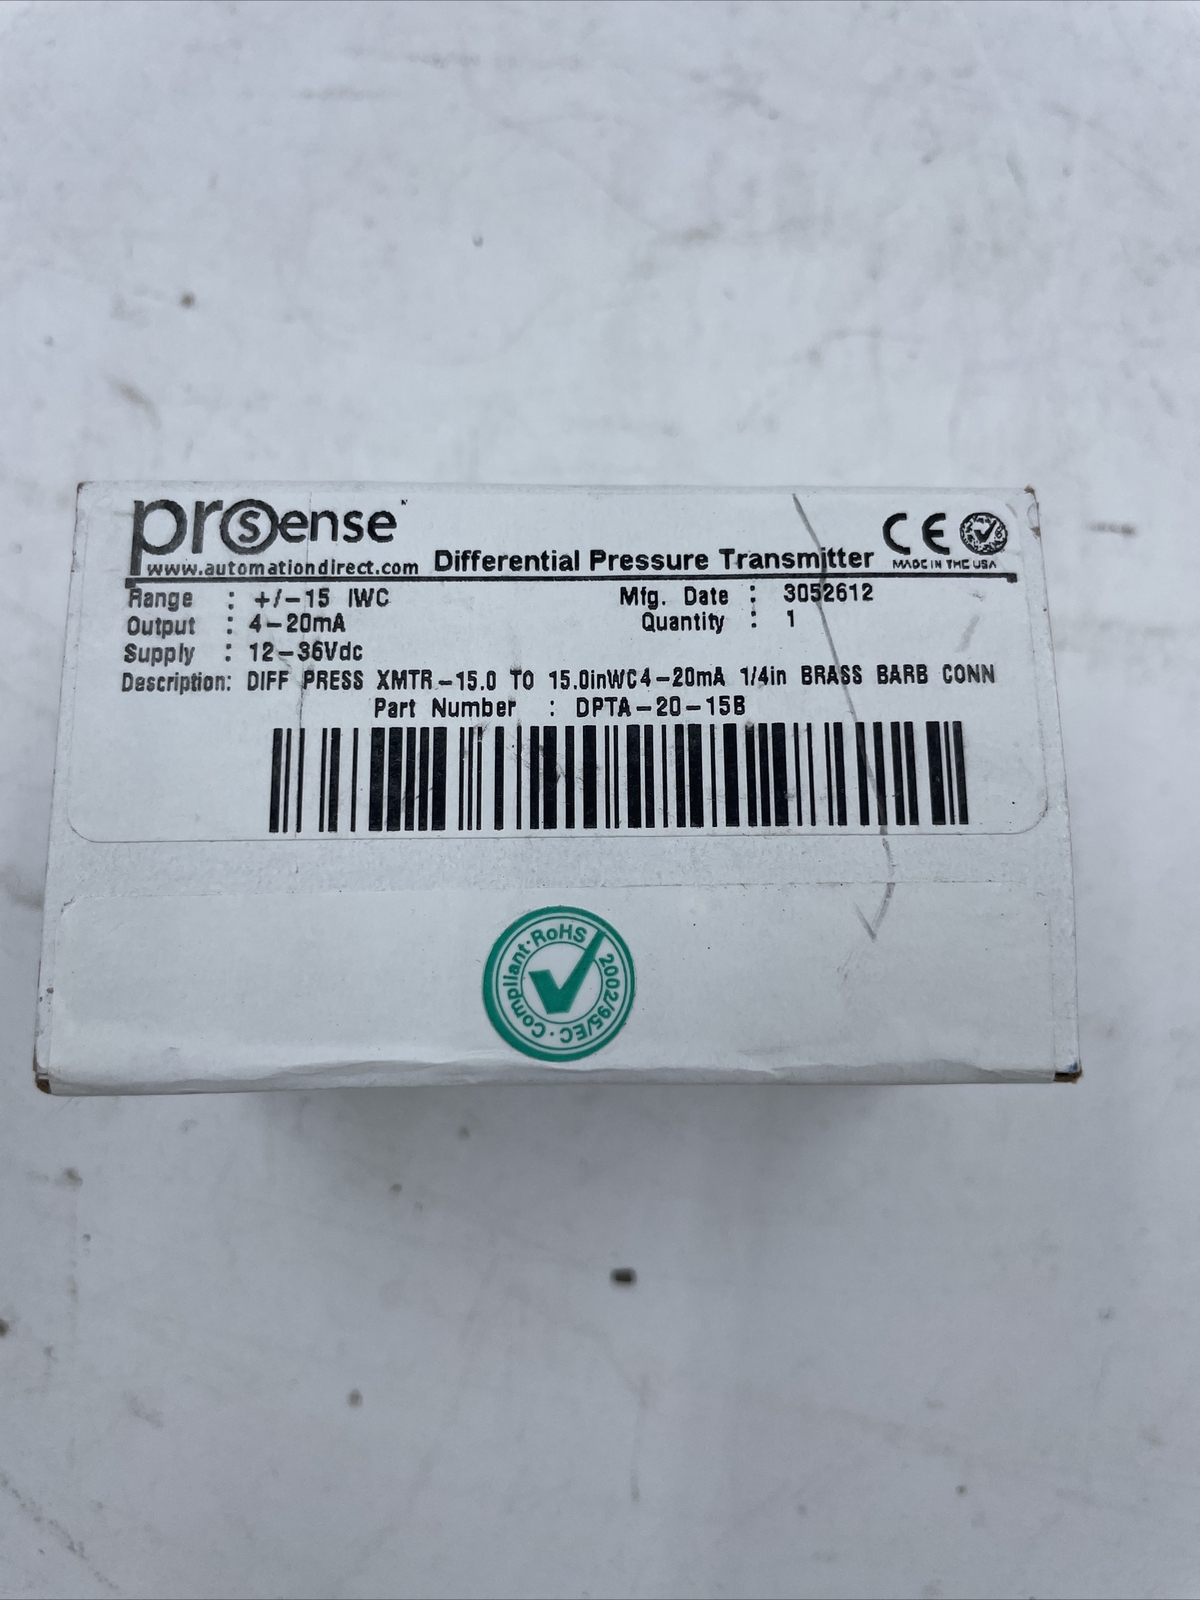 prosense
www.automationdirect.com Differential Pressure Transmitter
CE MADE IN THE USA
Range : +/-15 IWC Mfg. Date : 3052612
Output : 4-20mA Quantity : 1
Supply : 12-36Vdc
Description: DIFF PRESS XMTR-15.0 TO 15.0inWC4-20mA 1/4in BRASS BARB CONN
Part Number : DPTA-20-15B
Compliant · RoHS 2002/95/EC ·